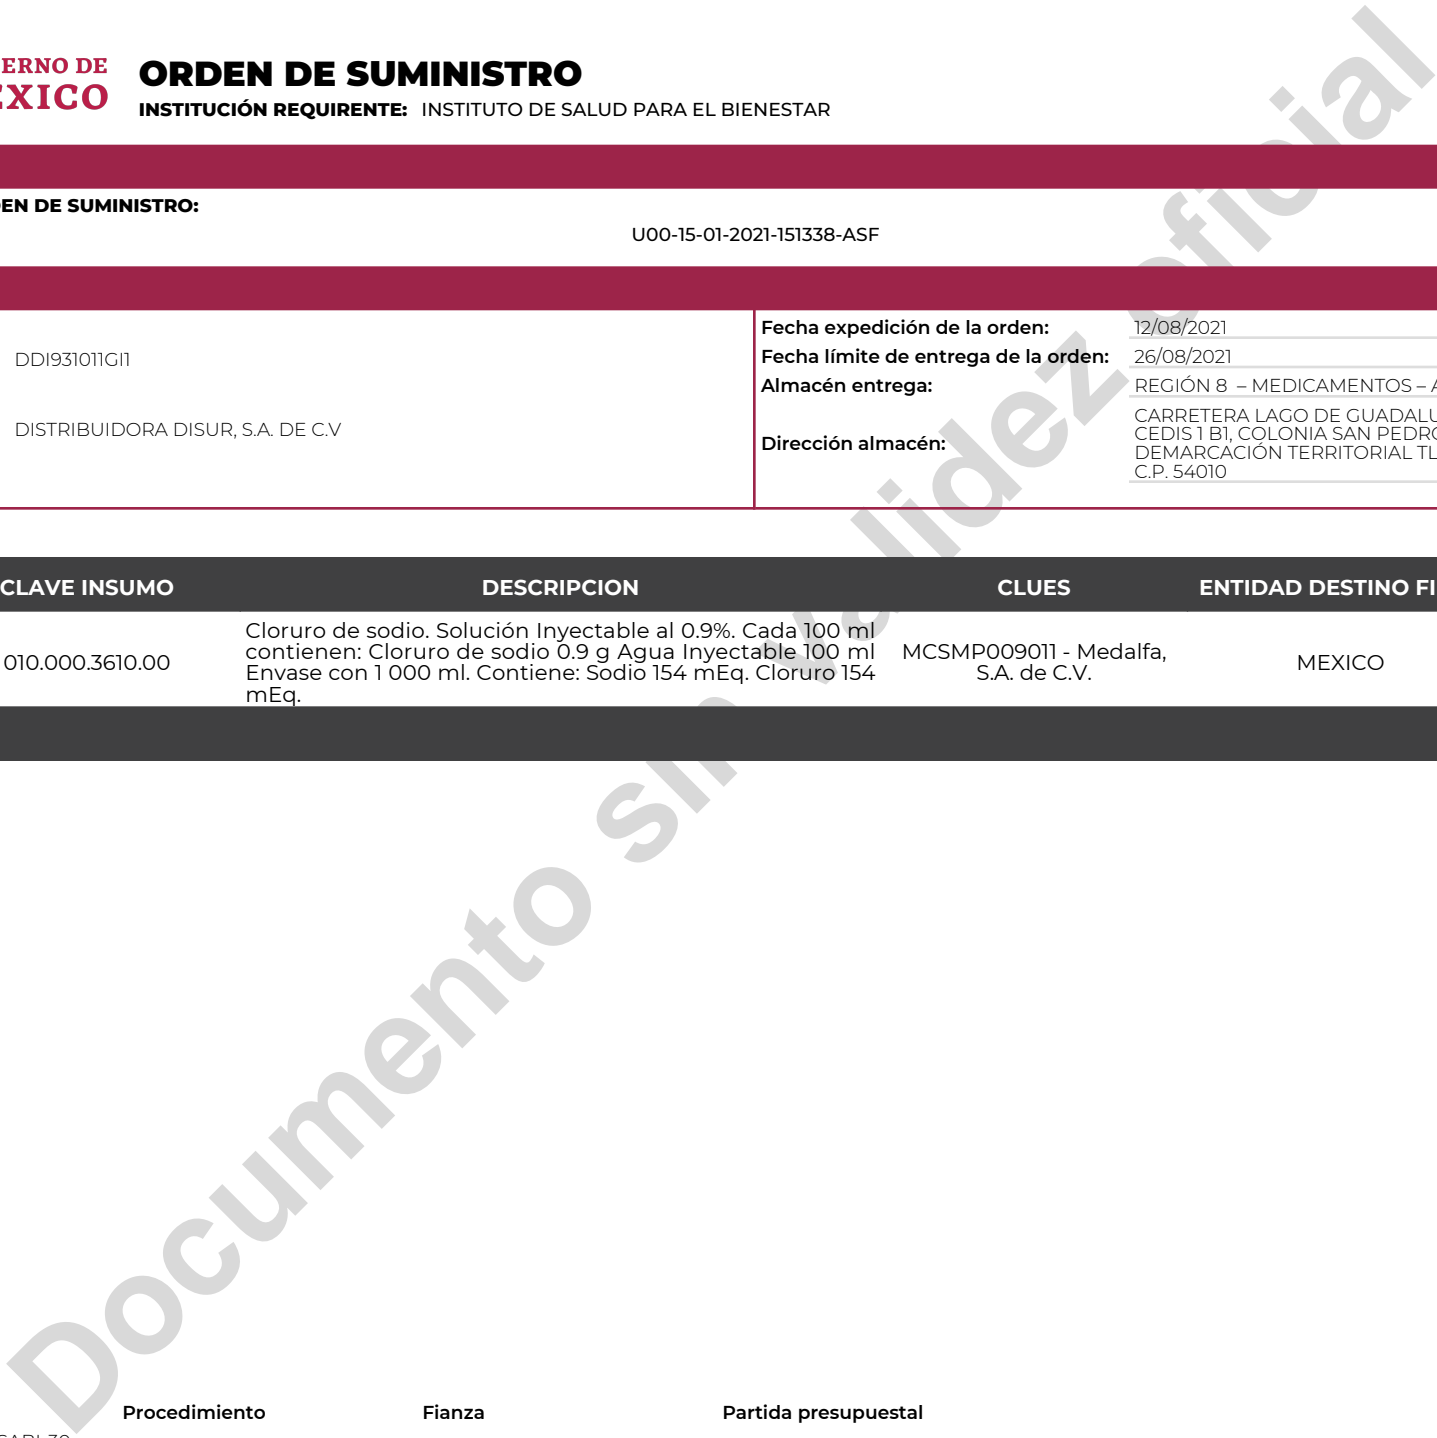 ERNO DE
EXICO
ORDEN DE SUMINISTRO
INSTITUCIÓN REQUIRENTE: INSTITUTO DE SALUD PARA EL BIENESTAR
EN DE SUMINISTRO:
U00-15-01-2021-151338-ASF
DDI931011GI1
DISTRIBUIDORA DISUR, S.A. DE C.V
Fecha expedición de la orden: 12/08/2021
Fecha límite de entrega de la orden: 26/08/2021
Almacén entrega: REGIÓN 8 – MEDICAMENTOS – A
Dirección almacén:
CARRETERA LAGO DE GUADALU
CEDIS 1 B1, COLONIA SAN PEDRO
DEMARCACIÓN TERRITORIAL TL
C.P. 54010
CLAVE INSUMO DESCRIPCION CLUES ENTIDAD DESTINO FI
010.000.3610.00
Cloruro de sodio. Solución Inyectable al 0.9%. Cada 100 ml
contienen: Cloruro de sodio 0.9 g Agua Inyectable 100 ml
Envase con 1 000 ml. Contiene: Sodio 154 mEq. Cloruro 154
mEq.
MCSMP009011 - Medalfa,
S.A. de C.V.
MEXICO
Documento sin validez oficial
Procedimiento Fianza Partida presupuestal